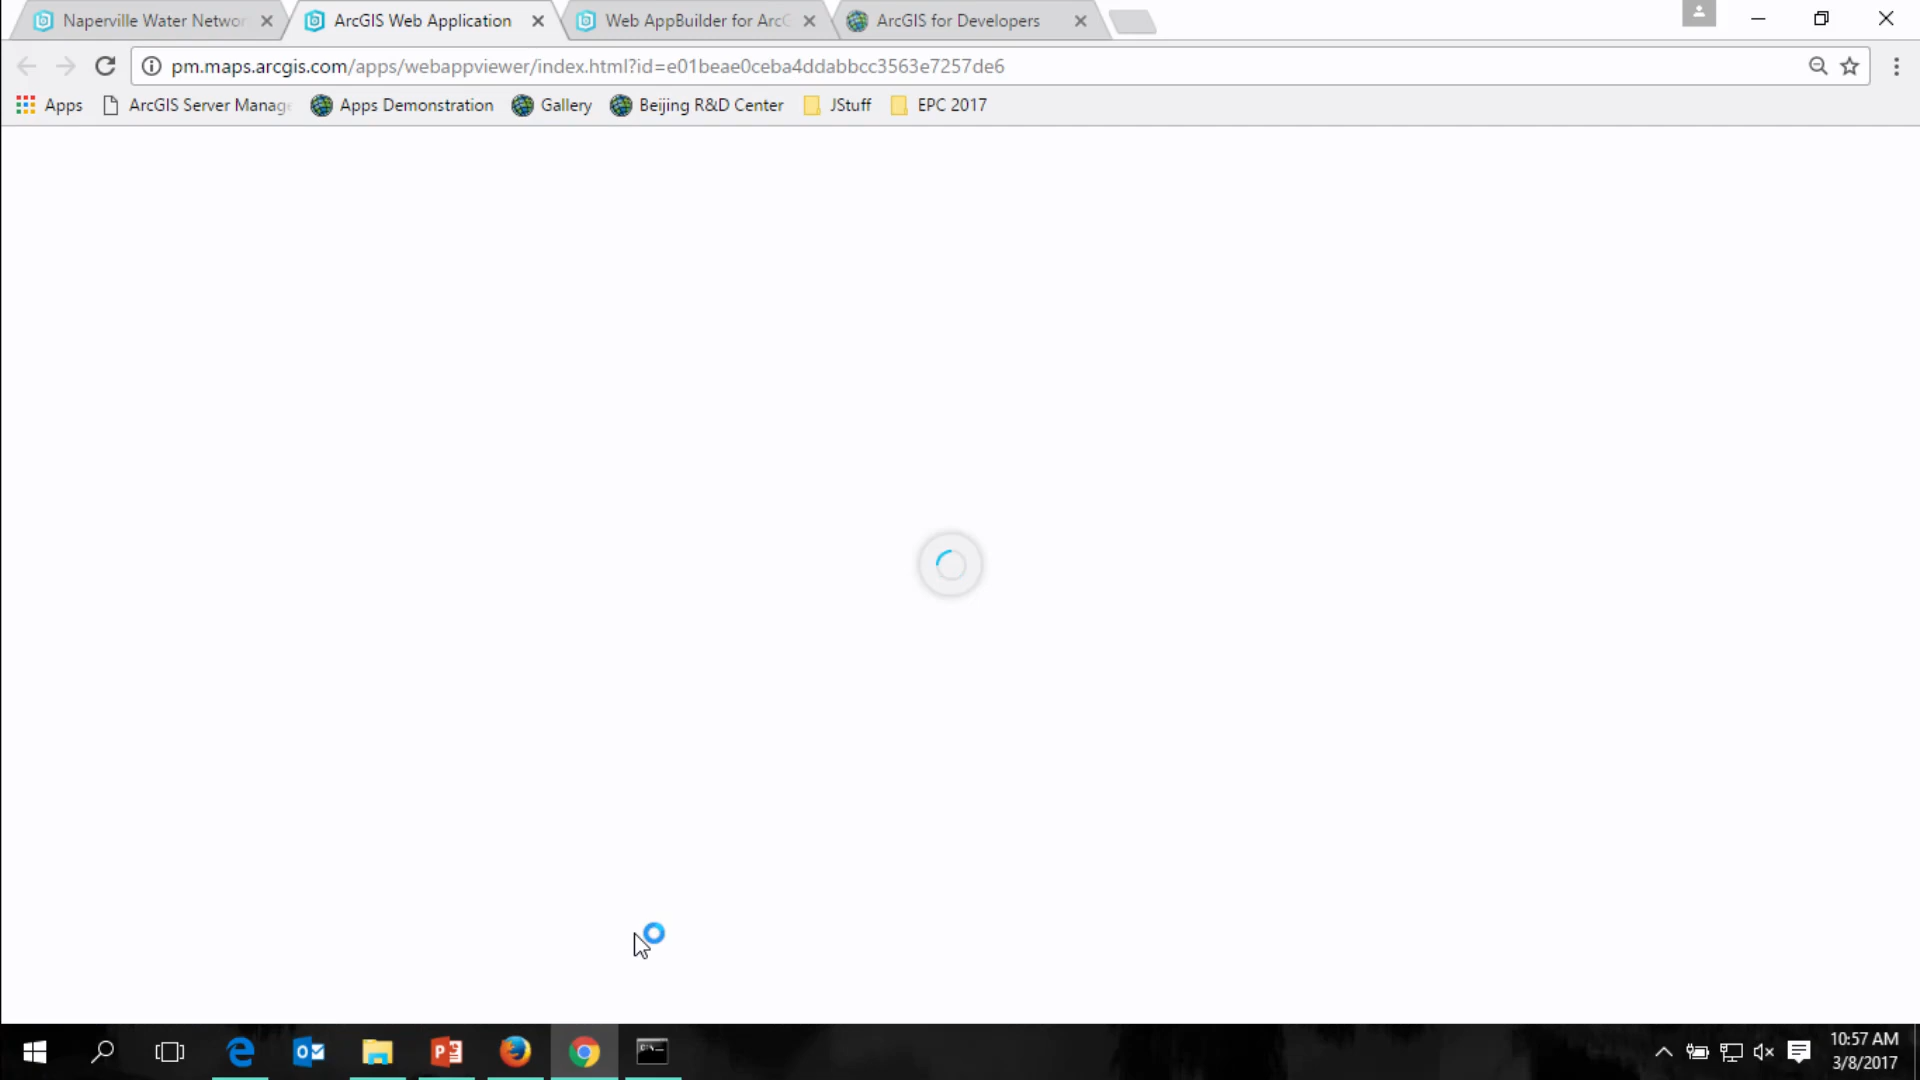 Naperville Water Networ
ArcGIS Web Application
Web AppBuilder for ArcG
ArcGIS for Developers
pm.maps.arcgis.com/apps/webappviewer/index.html?id=e01beae0ceba4ddabbcc3563e7257de6
Apps
ArcGIS Server Manage
Apps Demonstration
Gallery
Beijing R&D Center
JStuff
EPC 2017
10:57 AM
3/8/2017